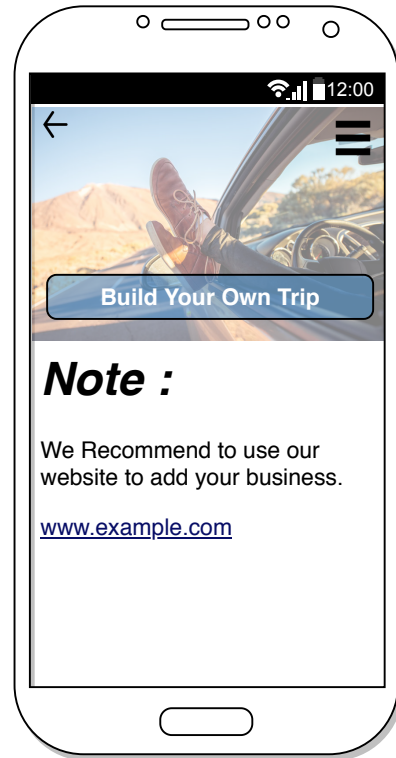 12:00
Build Your Own Trip
Note :
We Recommend to use our
website to add your business.
www.example.com